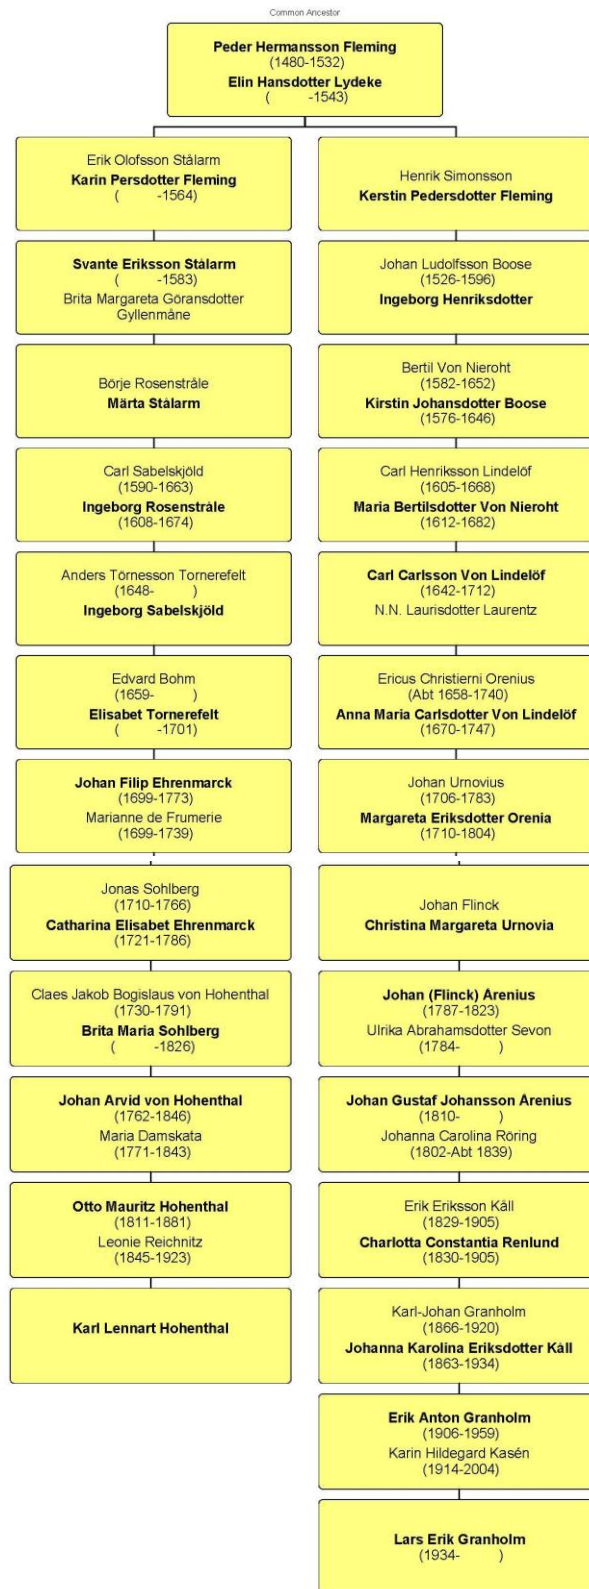 Common Ancestor
Peder Hermansson Fleming
(1480-1532)
Elin Hansdotter Lydeke
( -1543)
Erik Olofsson Stålarm
Karin Persdotter Fleming
( -1564)
Svante Eriksson Stålarm
( -1583)
Brita Margareta Göransdotter
Gyllenmåne
Börje Rosenstråle
Märta Stålarm
Carl Sabelskjöld
(1590-1663)
Ingeborg Rosenstråle
(1608-1674)
Anders Törnesson Tornerefelt
(1648- )
Ingeborg Sabelskjöld
Edvard Bohm
(1659- )
Elisabet Tornerefelt
( -1701)
Johan Filip Ehrenmarck
(1699-1773)
Marianne de Frumerie
(1699-1739)
Jonas Sohlberg
(1710-1766)
Catharina Elisabet Ehrenmarck
(1721-1786)
Claes Jakob Bogislaus von Hohenthal
(1730-1791)
Brita Maria Sohlberg
( -1826)
Johan Arvid von Hohenthal
(1762-1846)
Maria Damskata
(1771-1843)
Otto Mauritz Hohenthal
(1811-1881)
Leonie Reichnitz
(1845-1923)
Karl Lennart Hohenthal
Henrik Simonsson
Kerstin Pedersdotter Fleming
Johan Ludolfsson Boose
(1526-1596)
Ingeborg Henriksdotter
Bertil Von Nieroht
(1582-1652)
Kirstin Johansdotter Boose
(1576-1646)
Carl Henriksson Lindelöf
(1605-1668)
Maria Bertilsdotter Von Nieroht
(1612-1682)
Carl Carlsson Von Lindelöf
(1642-1712)
N.N. Laurisdotter Laurentz
Ericus Christierni Orenius
(Abt 1658-1740)
Anna Maria Carlsdotter Von Lindelöf
(1670-1747)
Johan Urnovius
(1706-1783)
Margareta Eriksdotter Orenia
(1710-1804)
Johan Flinck
Christina Margareta Urnovia
Johan (Flinck) Årenius
(1787-1823)
Ulrika Abrahamsdotter Sevon
(1784- )
Johan Gustaf Johansson Årenius
(1810- )
Johanna Carolina Röring
(1802-Abt 1839)
Erik Eriksson Kåll
(1829-1905)
Charlotta Constantia Renlund
(1830-1905)
Karl-Johan Granholm
(1866-1920)
Johanna Karolina Eriksdotter Kåll
(1863-1934)
Erik Anton Granholm
(1906-1959)
Karin Hildegard Kasén
(1914-2004)
Lars Erik Granholm
(1934- )